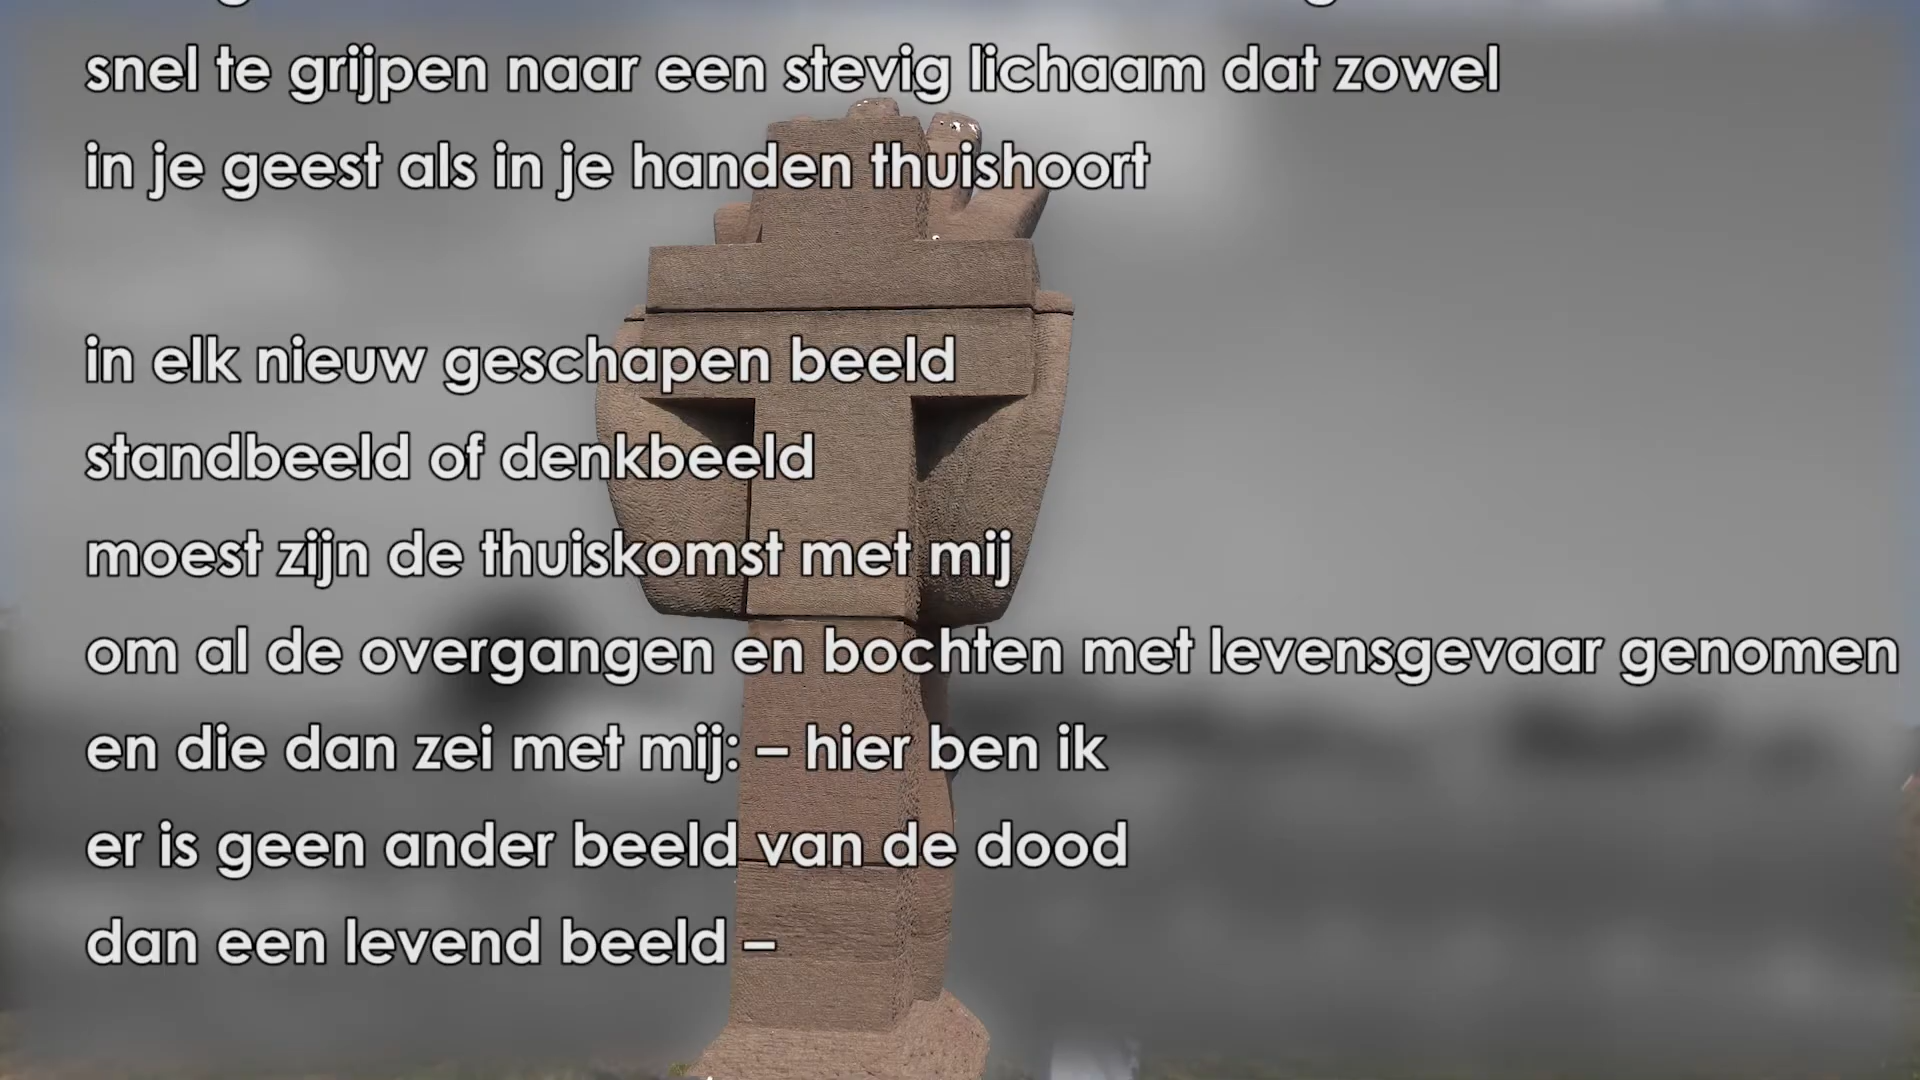 snel te grijpen naar een stevig lichaam dat zowel
in je geest als in je handen thuishoort
in elk nieuw geschapen beeld
standbeeld of denkbeeld
moest zijn de thuiskomst met mij
om al de overgangen en bochten met levensgevaar genomen
en die dan zei met mij: – hier ben ik
er is geen ander beeld van de dood
dan een levend beeld –